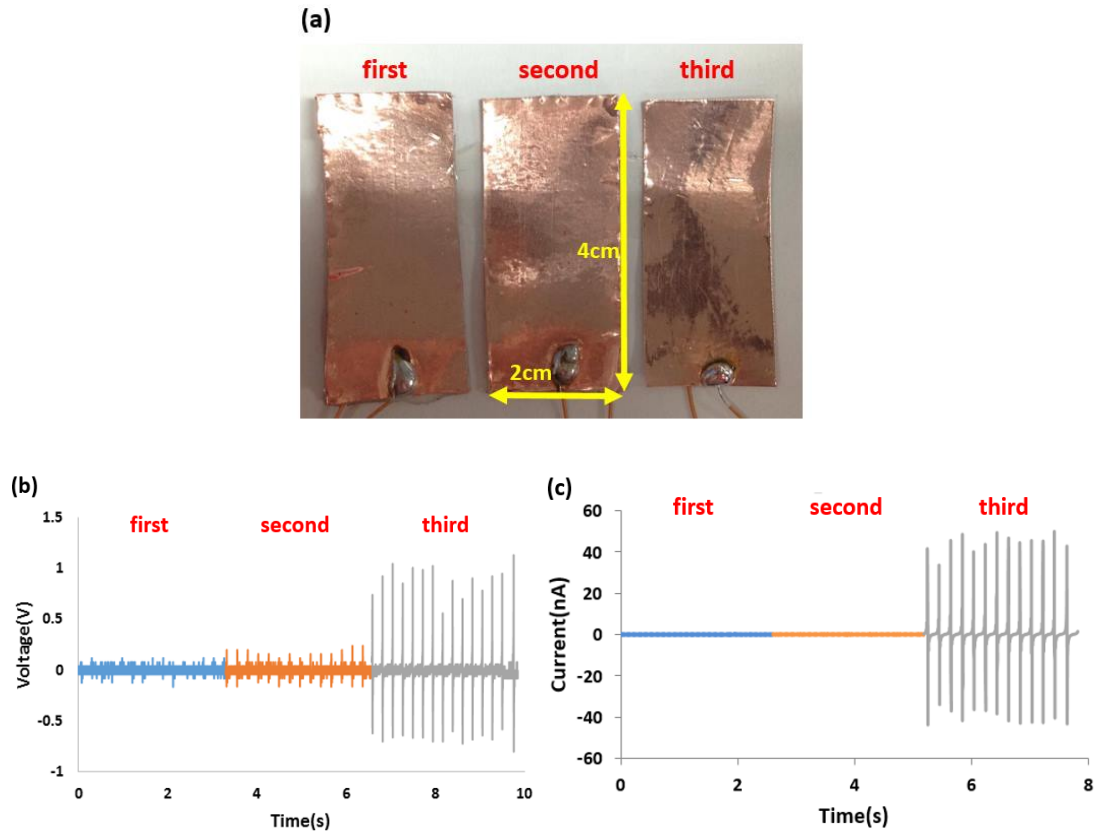 (a)
first second third
4cm
2cm
(b)
first second third
1.5
1
0.5
0
-0.5
-1
Voltage(V)
0 2 4 6 8 10
Time(s)
(c)
first second third
60
40
20
0
-20
-40
-60
Current(nA)
0 2 4 6 8
Time(s)